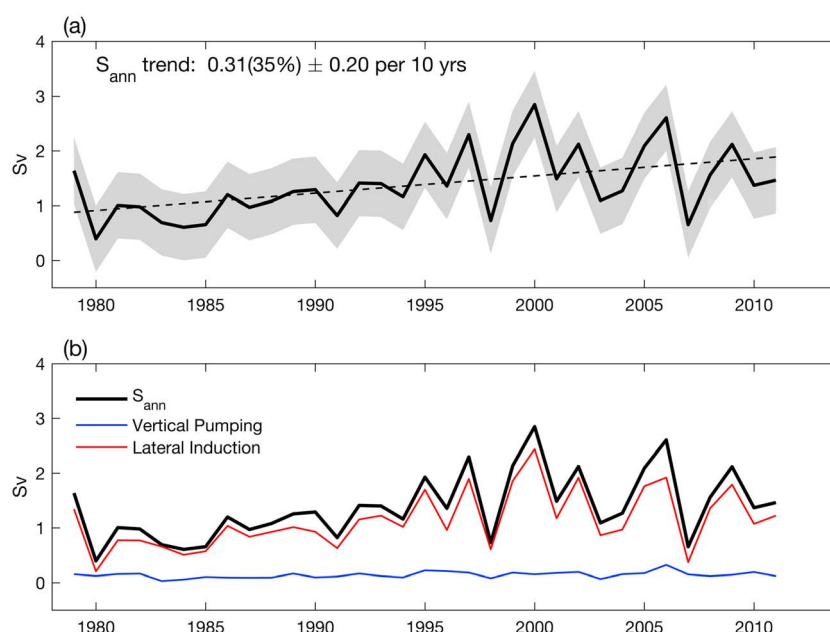 (a)
S_ann trend: 0.31(35%) ± 0.20 per 10 yrs
4
3
2
1
0
Sv
1980 1985 1990 1995 2000 2005 2010
(b)
S_ann
Vertical Pumping
Lateral Induction
4
3
2
1
0
Sv
1980 1985 1990 1995 2000 2005 2010